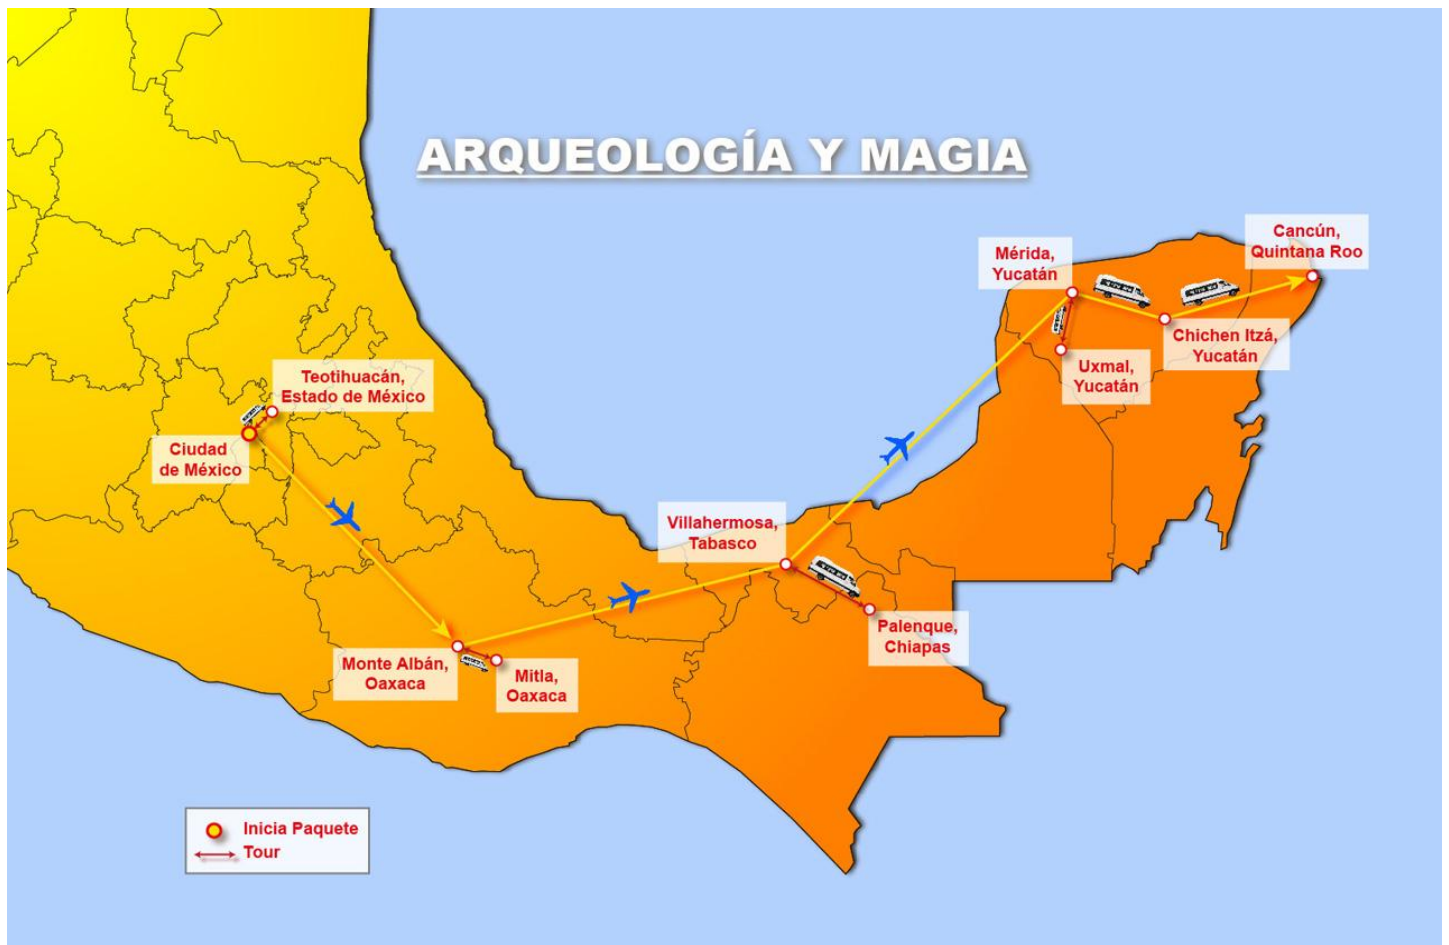 ARQUEOLOGÍA Y MAGIA
Cancún,
Quintana Roo
Mérida,
Yucatán
Chichen Itzá,
Yucatán
Uxmal,
Yucatán
Teotihuacán,
Estado de México
Ciudad
de México
Villahermosa,
Tabasco
Palenque,
Chiapas
Monte Albán,
Oaxaca
Mitla,
Oaxaca
Inicia Paquete
Tour